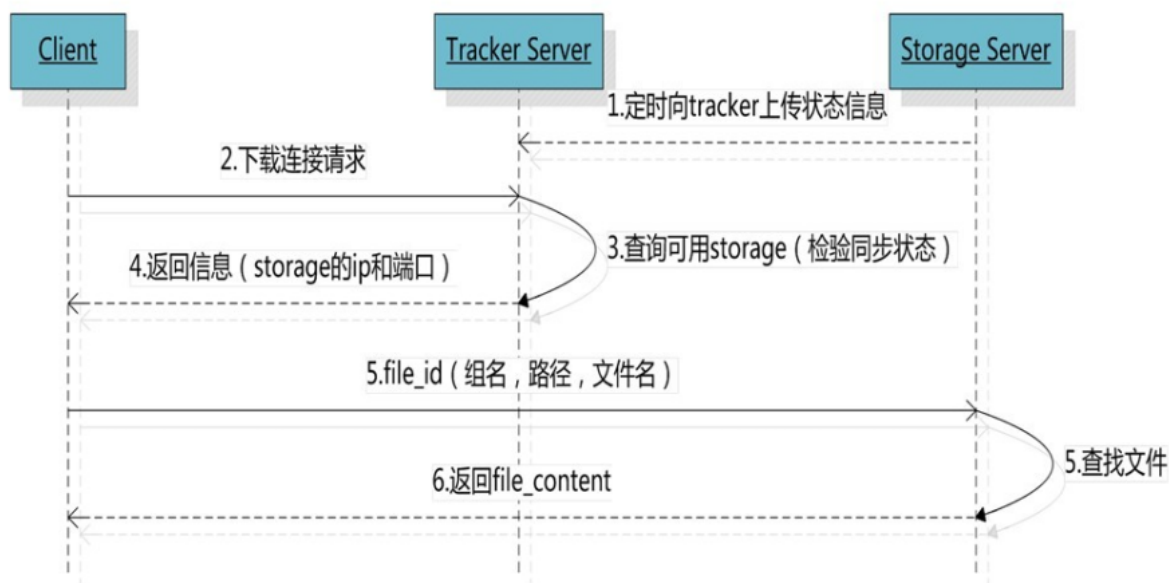 Client
Tracker Server
Storage Server
1.定时向tracker上传状态信息
2.下载连接请求
3.查询可用storage（检验同步状态）
4.返回信息（storage的ip和端口）
5.file_id（组名，路径，文件名）
5.查找文件
6.返回file_content